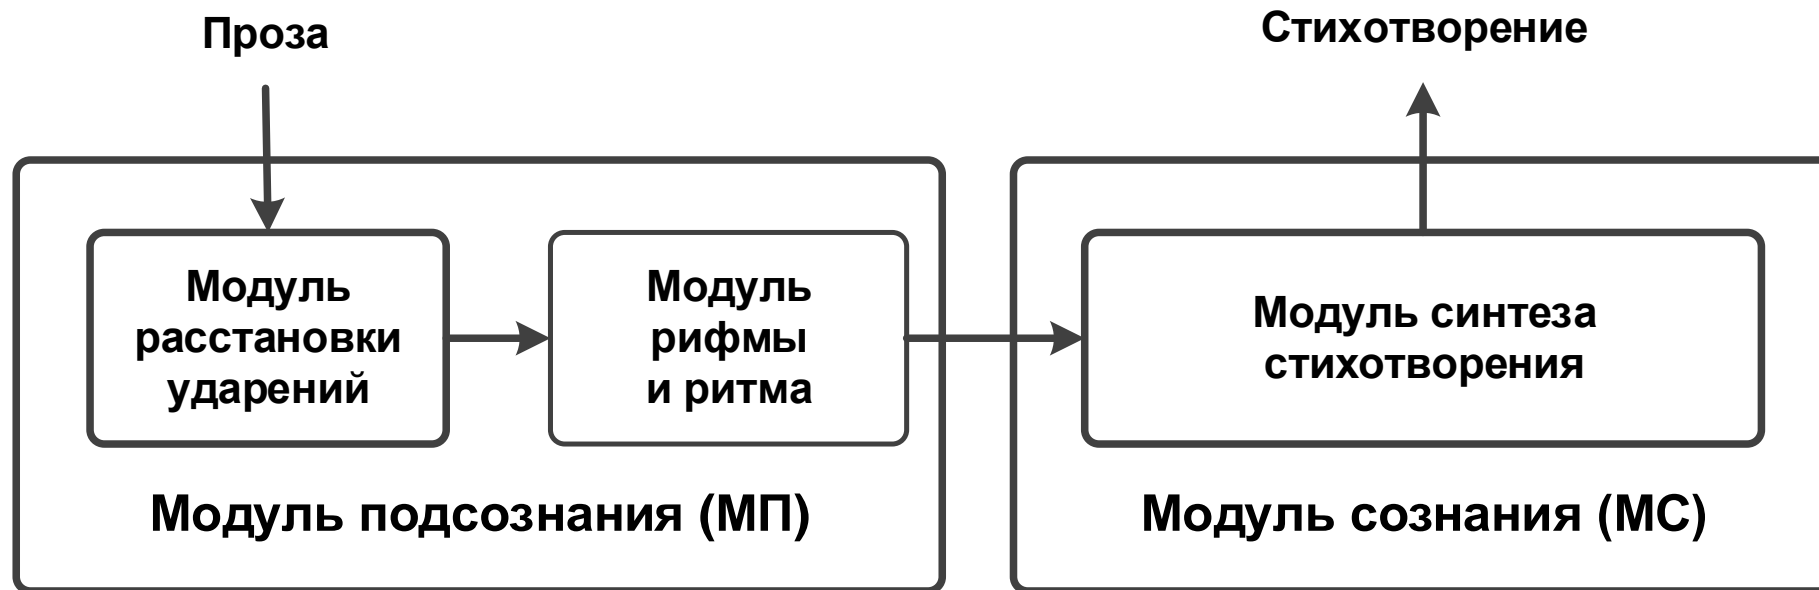 Проза
Стихотворение
Модуль
расстановки
ударений
Модуль
рифмы
и ритма
Модуль синтеза
стихотворения
Модуль подсознания (МП)
Модуль сознания (МС)